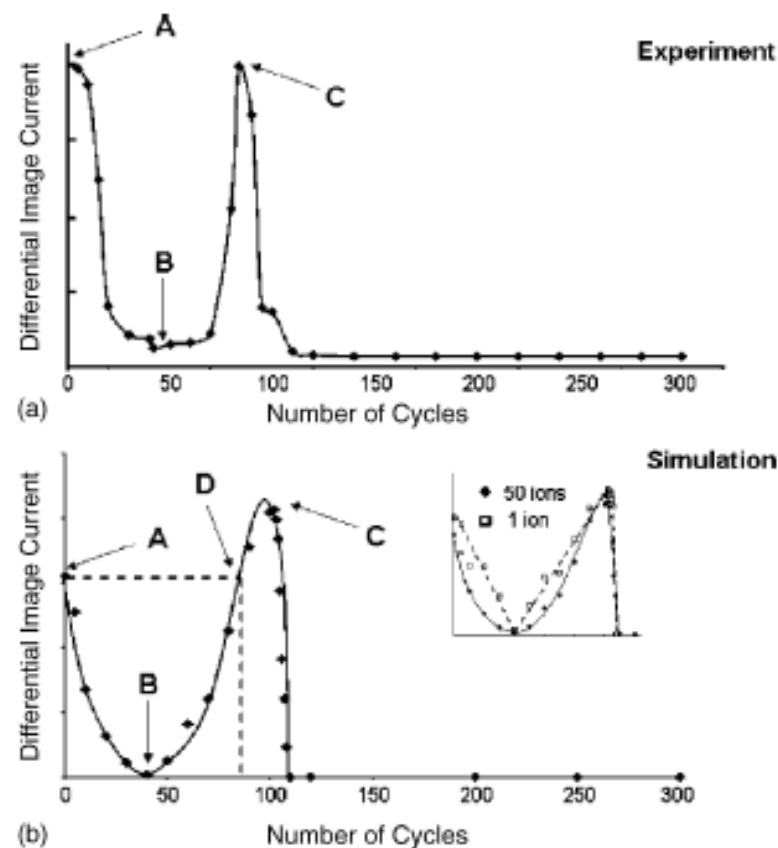 A
Experiment
C
B
Differential Image Current
0 50 100 150 200 250 300
(a) Number of Cycles
Simulation
D
50 ions
1 ion
A
C
B
Differential Image Current
0 50 100 150 200 250 300
(b) Number of Cycles